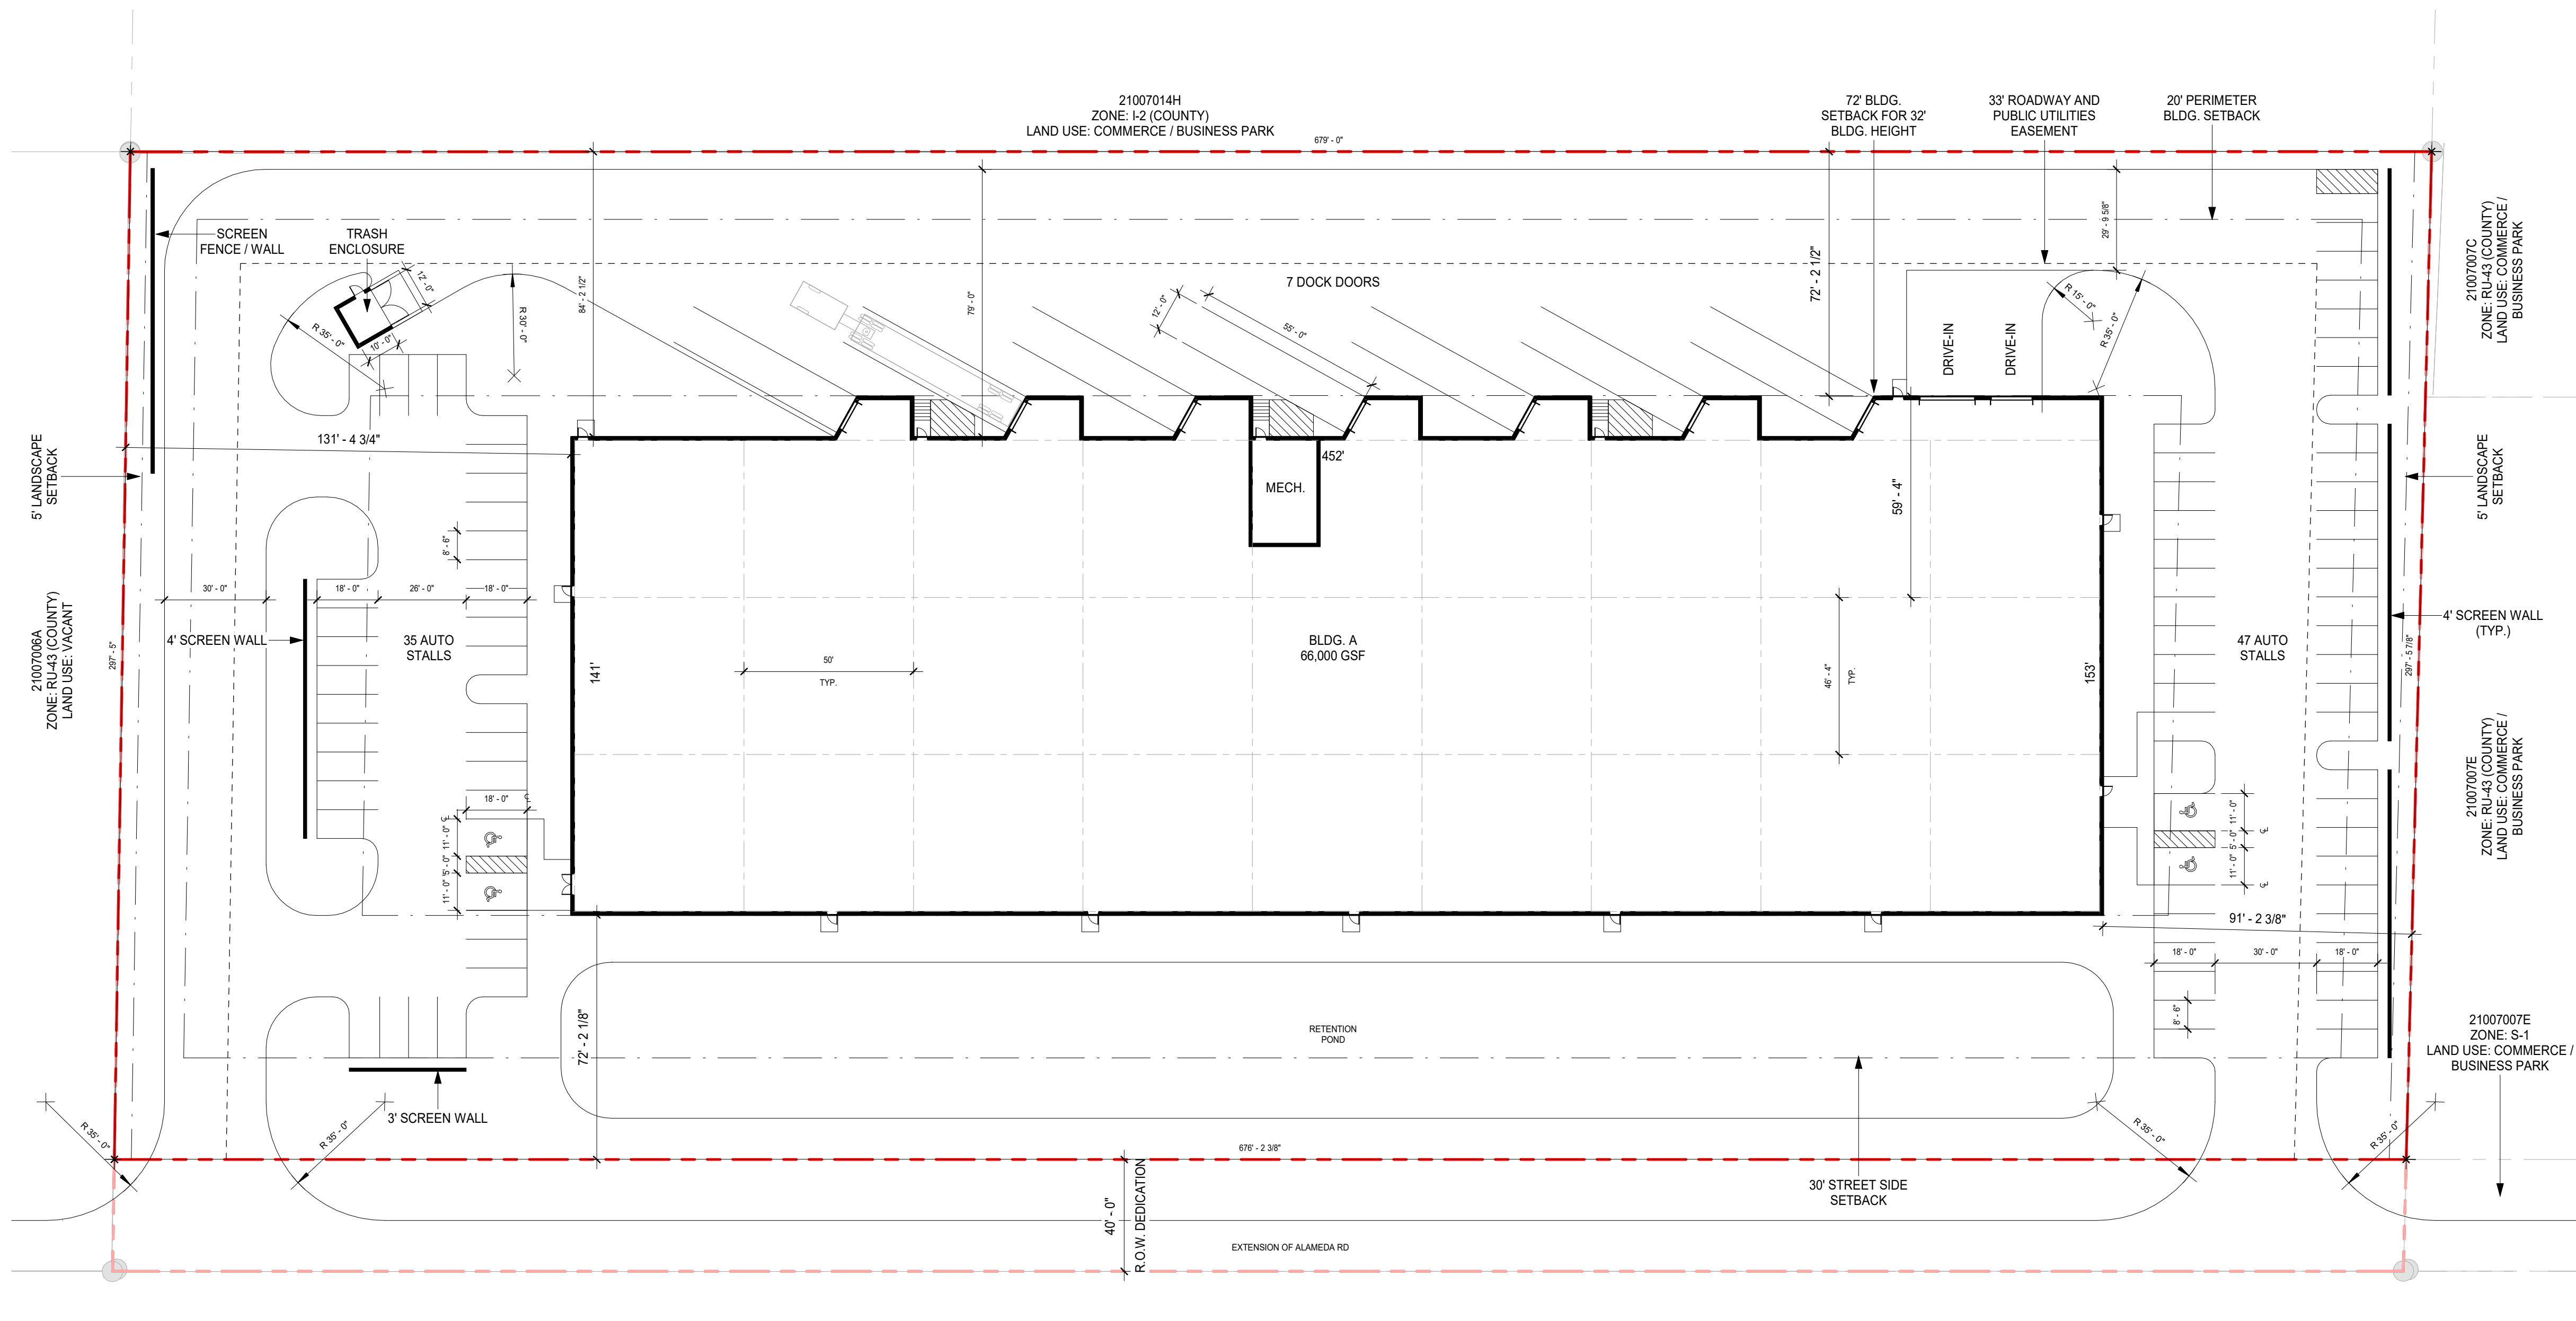 21007014H
ZONE: I-2 (COUNTY)
LAND USE: COMMERCE / BUSINESS PARK
679' - 0"
72' BLDG.
SETBACK FOR 32'
BLDG. HEIGHT
33' ROADWAY AND
PUBLIC UTILITIES
EASEMENT
20' PERIMETER
BLDG. SETBACK
SCREEN
FENCE / WALL
TRASH
ENCLOSURE
12' - 0"
10' - 0"
R 35' - 0"
R 30' - 0"
84' - 2 1/2"
79' - 0"
12' - 0"
55' - 0"
7 DOCK DOORS
72' - 2 1/2"
DRIVE-IN
DRIVE-IN
R 15' - 0"
R 35' - 0"
29' - 9 5/8"
21007007C
ZONE: RU-43 (COUNTY)
LAND USE: COMMERCE /
BUSINESS PARK
131' - 4 3/4"
5' LANDSCAPE
SETBACK
452'
MECH.
59' - 4"
5' LANDSCAPE
SETBACK
8' - 6"
30' - 0"
18' - 0"
26' - 0"
18' - 0"
21007006A
ZONE: RU-43 (COUNTY)
LAND USE: VACANT
297' - 5"
4' SCREEN WALL
35 AUTO
STALLS
141'
50'
TYP.
BLDG. A
66,000 GSF
46' - 4"
TYP.
153'
47 AUTO
STALLS
4' SCREEN WALL
(TYP.)
297' - 5 7/8"
21007007E
ZONE: RU-43 (COUNTY)
LAND USE: COMMERCE /
BUSINESS PARK
18' - 0"
11' - 0"
5' - 0"
11' - 0"
11' - 0"
5' - 0"
11' - 0"
91' - 2 3/8"
18' - 0"
30' - 0"
18' - 0"
8' - 6"
72' - 2 1/8"
RETENTION
POND
21007007E
ZONE: S-1
LAND USE: COMMERCE /
BUSINESS PARK
3' SCREEN WALL
R 35' - 0"
R 35' - 0"
R 35' - 0"
R 35' - 0"
676' - 2 3/8"
30' STREET SIDE
SETBACK
40' - 0"
R.O.W. DEDICATION
EXTENSION OF ALAMEDA RD